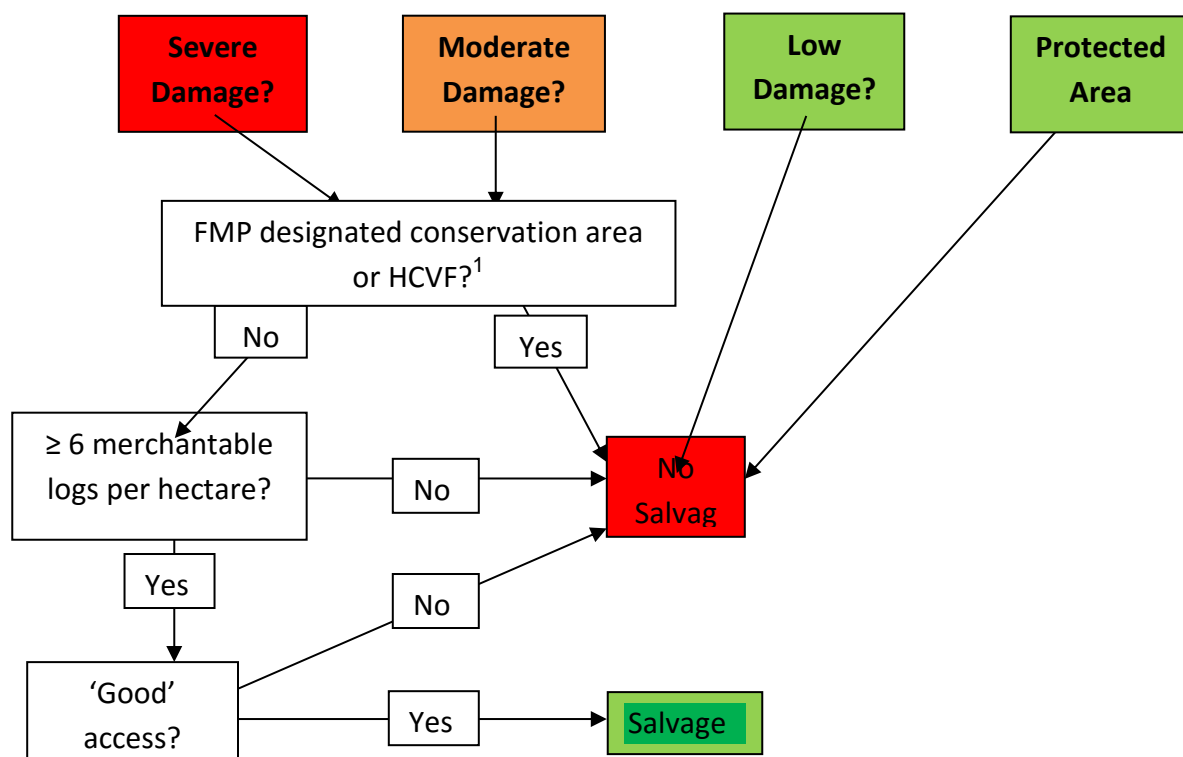 Severe
Damage?
Moderate
Damage?
Low
Damage?
Protected
Area
FMP designated conservation area
or HCVF?¹
No
Yes
≥ 6 merchantable
logs per hectare?
No
No
Salvag
Yes
No
‘Good’
access?
Yes
Salvage